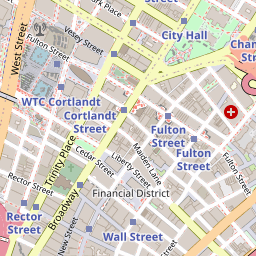 Park Place
Vesey Street
Fulton Street
West Street
City Hall
Cham
Street
WTC Cortlandt
Cortlandt
Street
Fulton
Street
Fulton
Street
Fulton Street
Maiden Lane
Liberty Street
Cedar Street
Trinity Place
Broadway
Rector Street
Financial District
Rector
Street
New Street
Wall Street